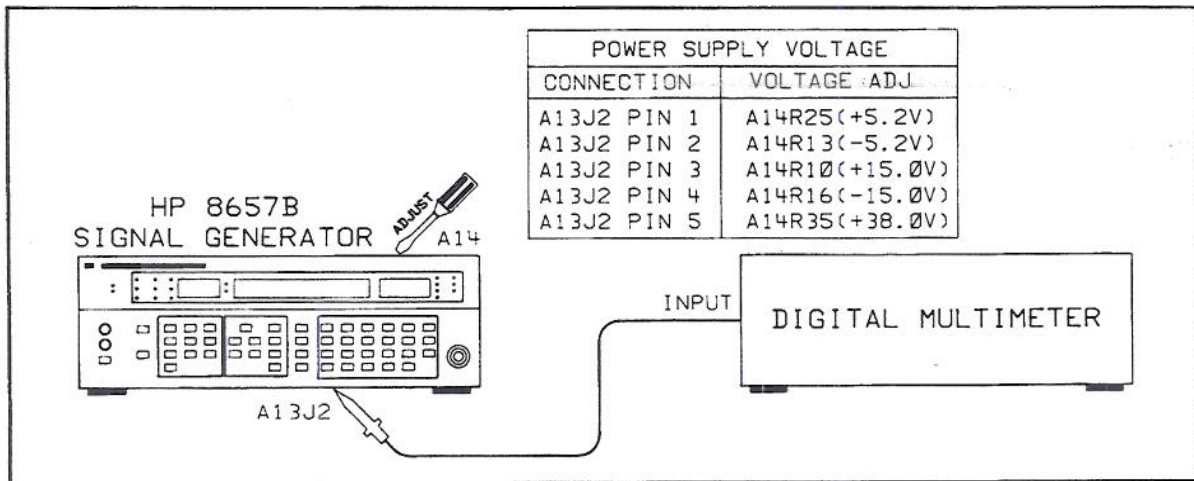 POWER SUPPLY VOLTAGE
CONNECTION VOLTAGE ADJ
A13J2 PIN 1 A14R25(+5.2V)
A13J2 PIN 2 A14R13(-5.2V)
A13J2 PIN 3 A14R10(+15.0V)
A13J2 PIN 4 A14R16(-15.0V)
A13J2 PIN 5 A14R35(+38.0V)
HP 8657B
SIGNAL GENERATOR
ADJUST
A14
INPUT
DIGITAL MULTIMETER
A13J2